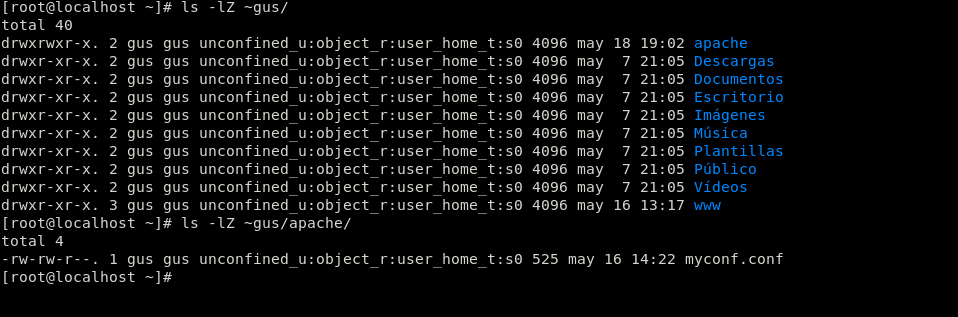 [root@localhost ~]# ls -lZ ~gus/
total 40
drwxrwxr-x. 2 gus gus unconfined_u:object_r:user_home_t:s0 4096 may 18 19:02 apache
drwxr-xr-x. 2 gus gus unconfined_u:object_r:user_home_t:s0 4096 may  7 21:05 Descargas
drwxr-xr-x. 2 gus gus unconfined_u:object_r:user_home_t:s0 4096 may  7 21:05 Documentos
drwxr-xr-x. 2 gus gus unconfined_u:object_r:user_home_t:s0 4096 may  7 21:05 Escritorio
drwxr-xr-x. 2 gus gus unconfined_u:object_r:user_home_t:s0 4096 may  7 21:05 Imágenes
drwxr-xr-x. 2 gus gus unconfined_u:object_r:user_home_t:s0 4096 may  7 21:05 Música
drwxr-xr-x. 2 gus gus unconfined_u:object_r:user_home_t:s0 4096 may  7 21:05 Plantillas
drwxr-xr-x. 2 gus gus unconfined_u:object_r:user_home_t:s0 4096 may  7 21:05 Público
drwxr-xr-x. 2 gus gus unconfined_u:object_r:user_home_t:s0 4096 may  7 21:05 Vídeos
drwxr-xr-x. 3 gus gus unconfined_u:object_r:user_home_t:s0 4096 may 16 13:17 www
[root@localhost ~]# ls -lZ ~gus/apache/
total 4
-rw-rw-r--. 1 gus gus unconfined_u:object_r:user_home_t:s0 525 may 16 14:22 myconf.conf
[root@localhost ~]#